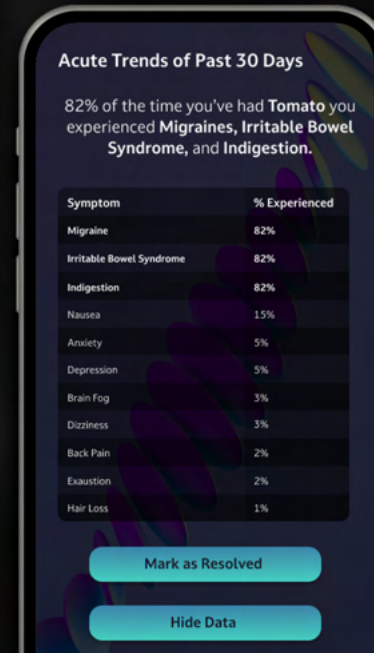 Acute Trends of Past 30 Days
82% of the time you've had Tomato you
experienced Migraines, Irritable Bowel
Syndrome, and Indigestion.
Symptom % Experienced
Migraine 82%
Irritable Bowel Syndrome 82%
Indigestion 82%
Nausea 15%
Anxiety 5%
Depression 5%
Brain Fog 3%
Dizziness 3%
Back Pain 2%
Exaustion 2%
Hair Loss 1%
Mark as Resolved
Hide Data